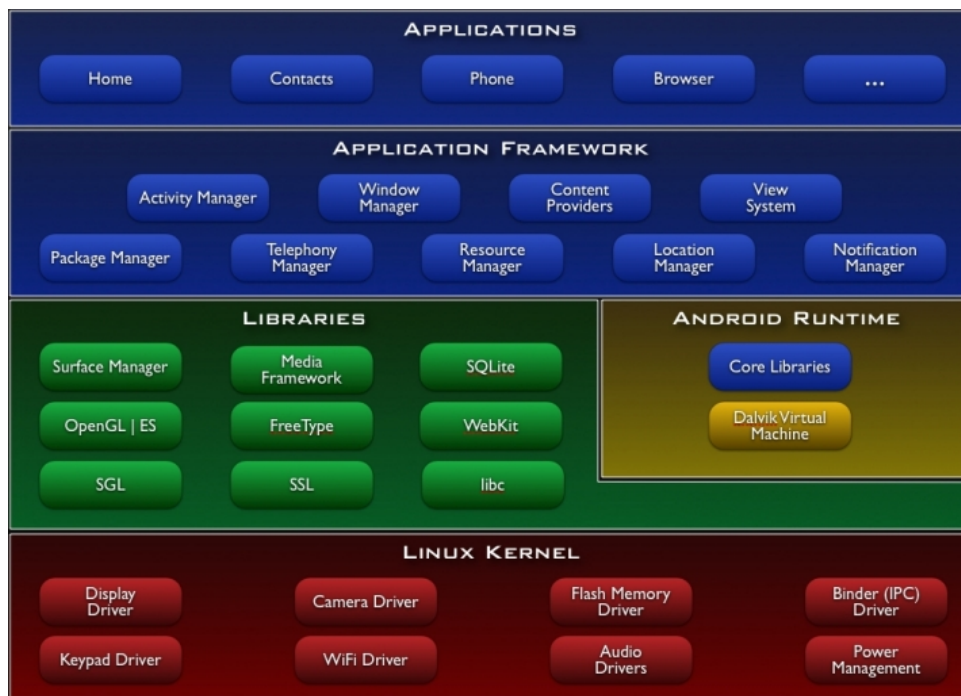 APPLICATIONS
Home
Contacts
Phone
Browser
...
APPLICATION FRAMEWORK
Activity Manager
Window
Manager
Content
Providers
View
System
Package Manager
Telephony
Manager
Resource
Manager
Location
Manager
Notification
Manager
LIBRARIES
Surface Manager
Media
Framework
SQLite
OpenGL | ES
FreeType
WebKit
SGL
SSL
libc
ANDROID RUNTIME
Core Libraries
Dalvik Virtual
Machine
LINUX KERNEL
Display
Driver
Camera Driver
Flash Memory
Driver
Binder (IPC)
Driver
Keypad Driver
WiFi Driver
Audio
Drivers
Power
Management